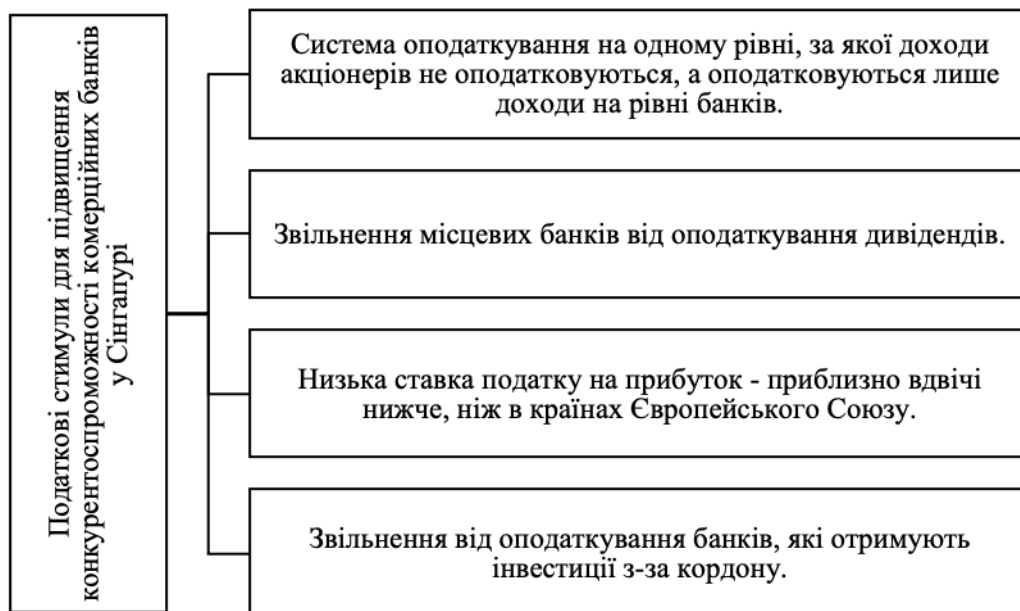 Податкові стимули для підвищення
конкурентоспроможності комерційних банків
у Сінгапурі
Система оподаткування на одному рівні, за якої доходи
акціонерів не оподатковуються, а оподатковуються лише
доходи на рівні банків.
Звільнення місцевих банків від оподаткування дивідендів.
Низька ставка податку на прибуток - приблизно вдвічі
нижче, ніж в країнах Європейського Союзу.
Звільнення від оподаткування банків, які отримують
інвестиції з-за кордону.